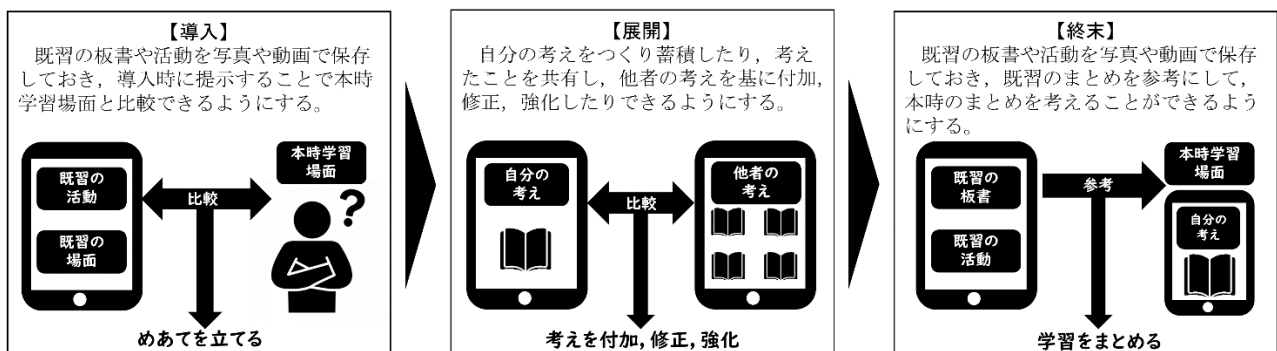 【導入】
既習の板書や活動を写真や動画で保存
しておき，導入時に提示することで本時
学習場面と比較できるようにする。
既習の
活動
既習の
場面
比較
本時学習
場面
?
めあてを立てる
【展開】
自分の考えをつくり蓄積したり，考え
たことを共有し，他者の考えを基に付加，
修正，強化したりできるようにする。
自分の
考え
比較
他者の
考え
考えを付加，修正，強化
【終末】
既習の板書や活動を写真や動画で保存
しておき，既習のまとめを参考にして，
本時のまとめを考えることができるよう
にする。
既習の
板書
既習の
活動
参考
本時学習
場面
自分の
考え
学習をまとめる